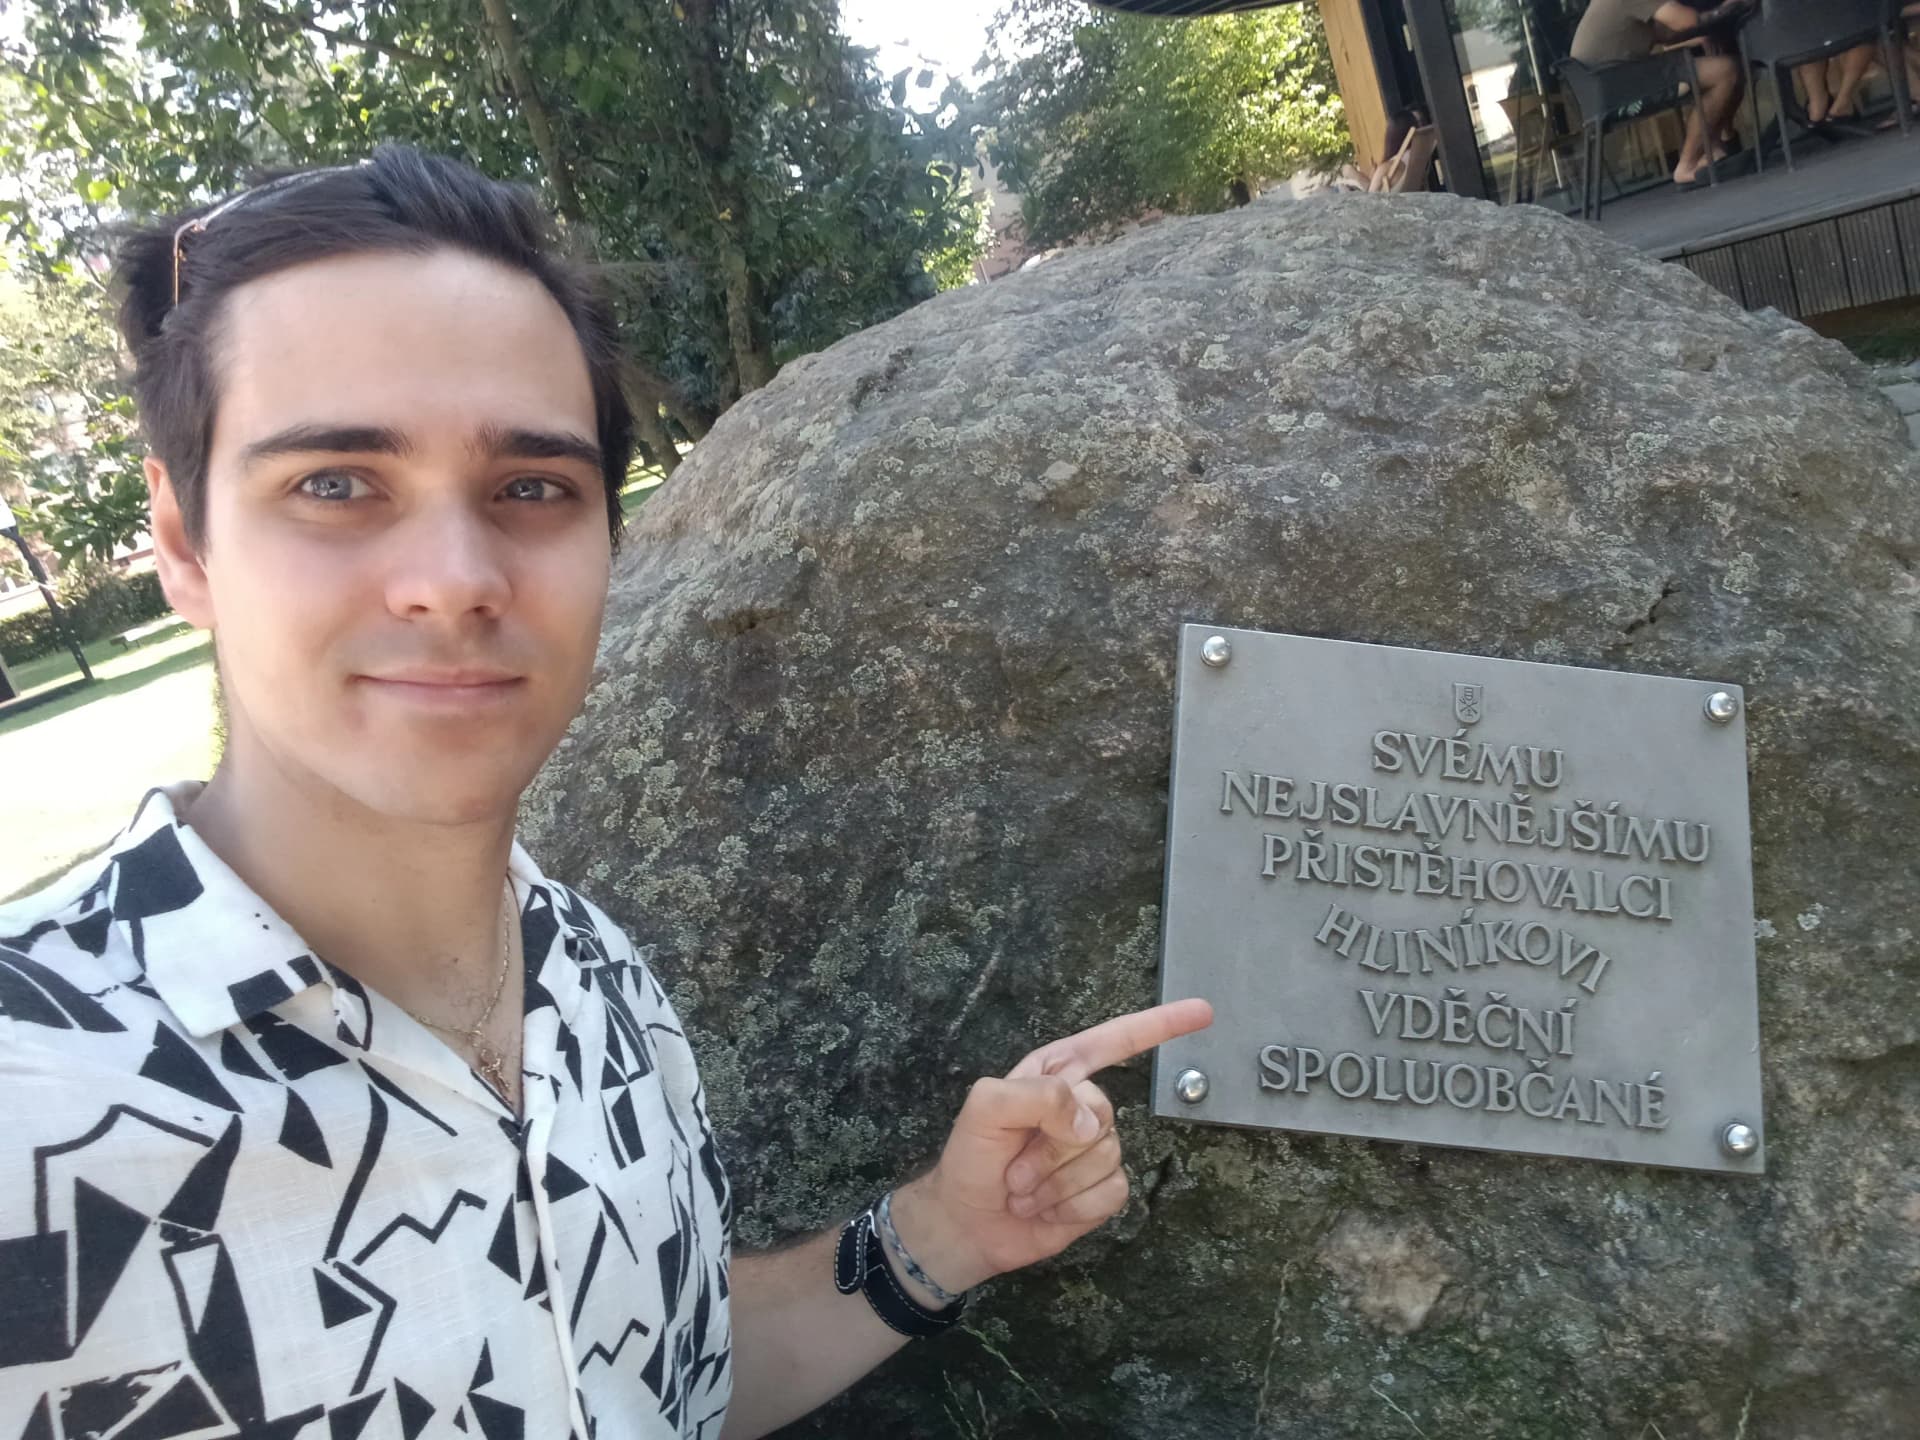 SVÉMU
NEJSLAVNĚJŠÍMU
PŘISTĚHOVALCI
HLINÍKOVI
VDĚČNÍ
SPOLUOBČANÉ